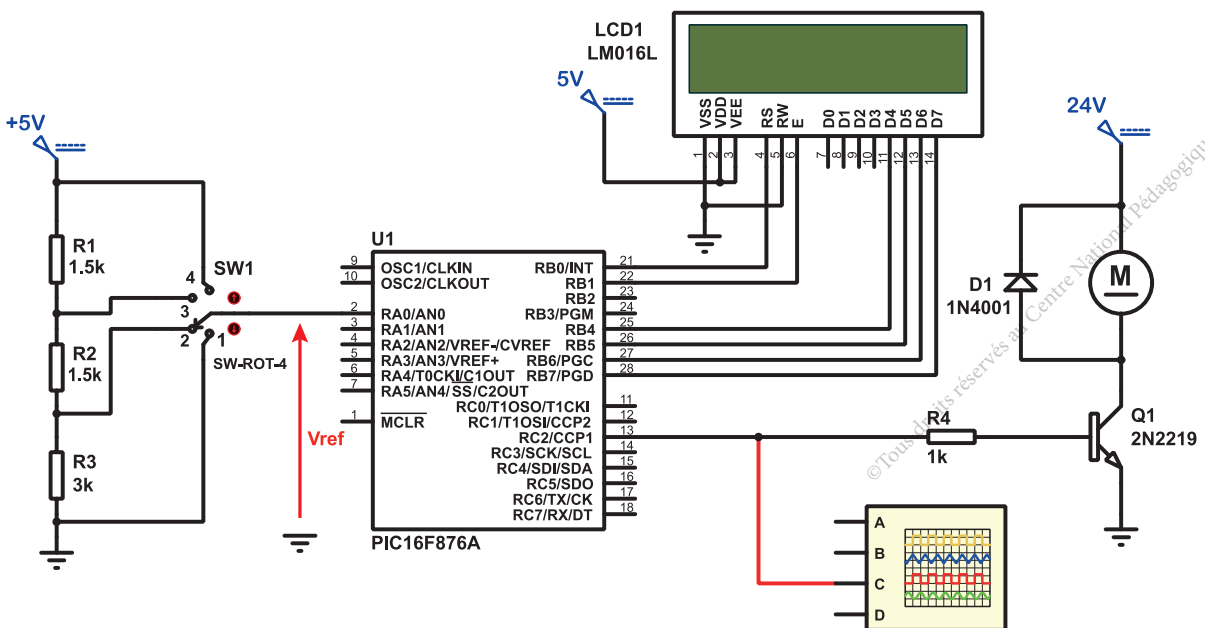 LCD1
LM016L
5V
VSS
VDD
VEE
RS
RW
E
D0
D1
D2
D3
D4
D5
D6
D7
1
2
3
4
5
6
7
8
9
10
11
12
13
14
+5V
R1
1.5k
R2
1.5k
R3
3k
SW1
4
3
2
1
SW-ROT-4
Vref
U1
9 OSC1/CLKIN
10 OSC2/CLKOUT
2 RA0/AN0
3 RA1/AN1
4 RA2/AN2/VREF-/CVREF
5 RA3/AN3/VREF+
6 RA4/T0CKI/C1OUT
7 RA5/AN4/SS/C2OUT
1 MCLR
RB0/INT 21
RB1 22
RB2 23
RB3/PGM 24
RB4 25
RB5 26
RB6/PGC 27
RB7/PGD 28
RC0/T1OSO/T1CKI 11
RC1/T1OSI/CCP2 12
RC2/CCP1 13
RC3/SCK/SCL 14
RC4/SDI/SDA 15
RC5/SDO 16
RC6/TX/CK 17
RC7/RX/DT 18
PIC16F876A
24V
M
D1
1N4001
R4
1k
Q1
2N2219
A
B
C
D
©Tous droits réservés au Centre National